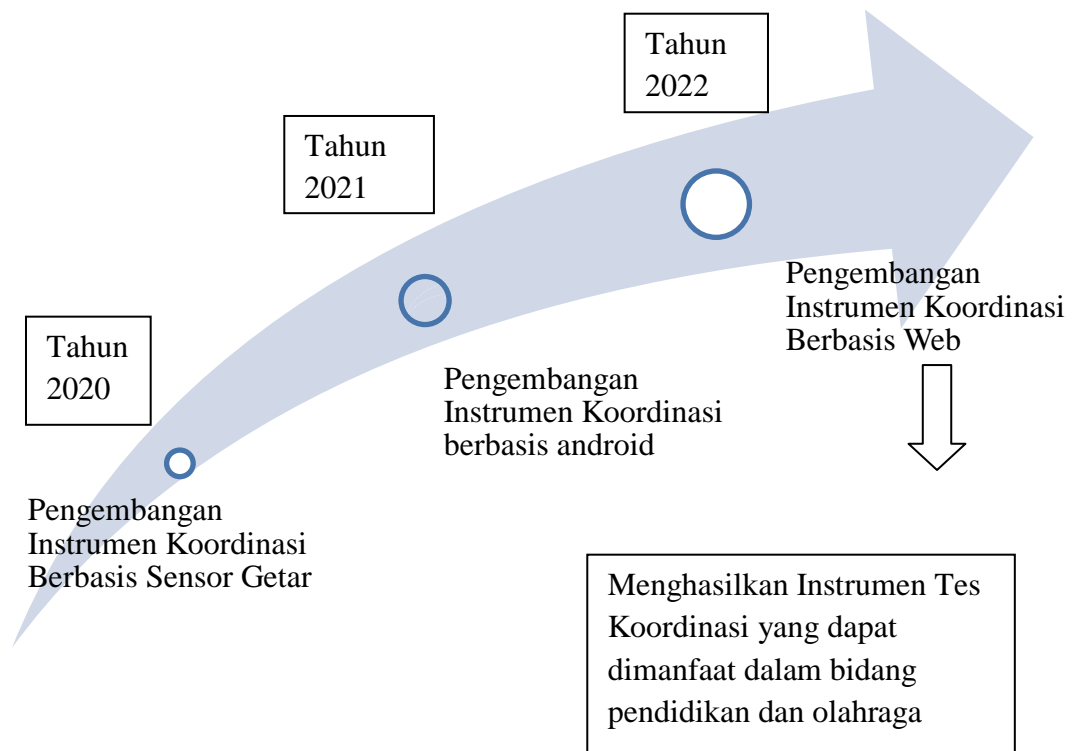 Tahun
2020
Pengembangan
Instrumen Koordinasi
Berbasis Sensor Getar
Tahun
2021
Pengembangan
Instrumen Koordinasi
berbasis android
Tahun
2022
Pengembangan
Instrumen Koordinasi
Berbasis Web
Menghasilkan Instrumen Tes
Koordinasi yang dapat
dimanfaat dalam bidang
pendidikan dan olahraga